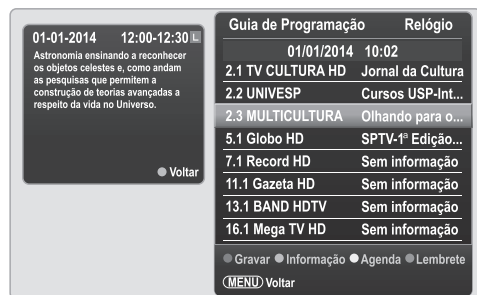 01-01-2014 12:00-12:30 L
Astronomia ensinando a reconhecer
os objetos celestes e, como andam
as pesquisas que permitem a
construção de teorias avançadas a
respeito da vida no Universo.
Voltar
Guia de Programação Relógio
01/01/2014 10:02
2.1 TV CULTURA HD Jornal da Cultura
2.2 UNIVESP Cursos USP-Int...
2.3 MULTICULTURA Olhando para o...
5.1 Globo HD SPTV-1ª Edição...
7.1 Record HD Sem informação
11.1 Gazeta HD Sem informação
13.1 BAND HDTV Sem informação
16.1 Mega TV HD Sem informação
Gravar Informação Agenda Lembrete
MENU Voltar